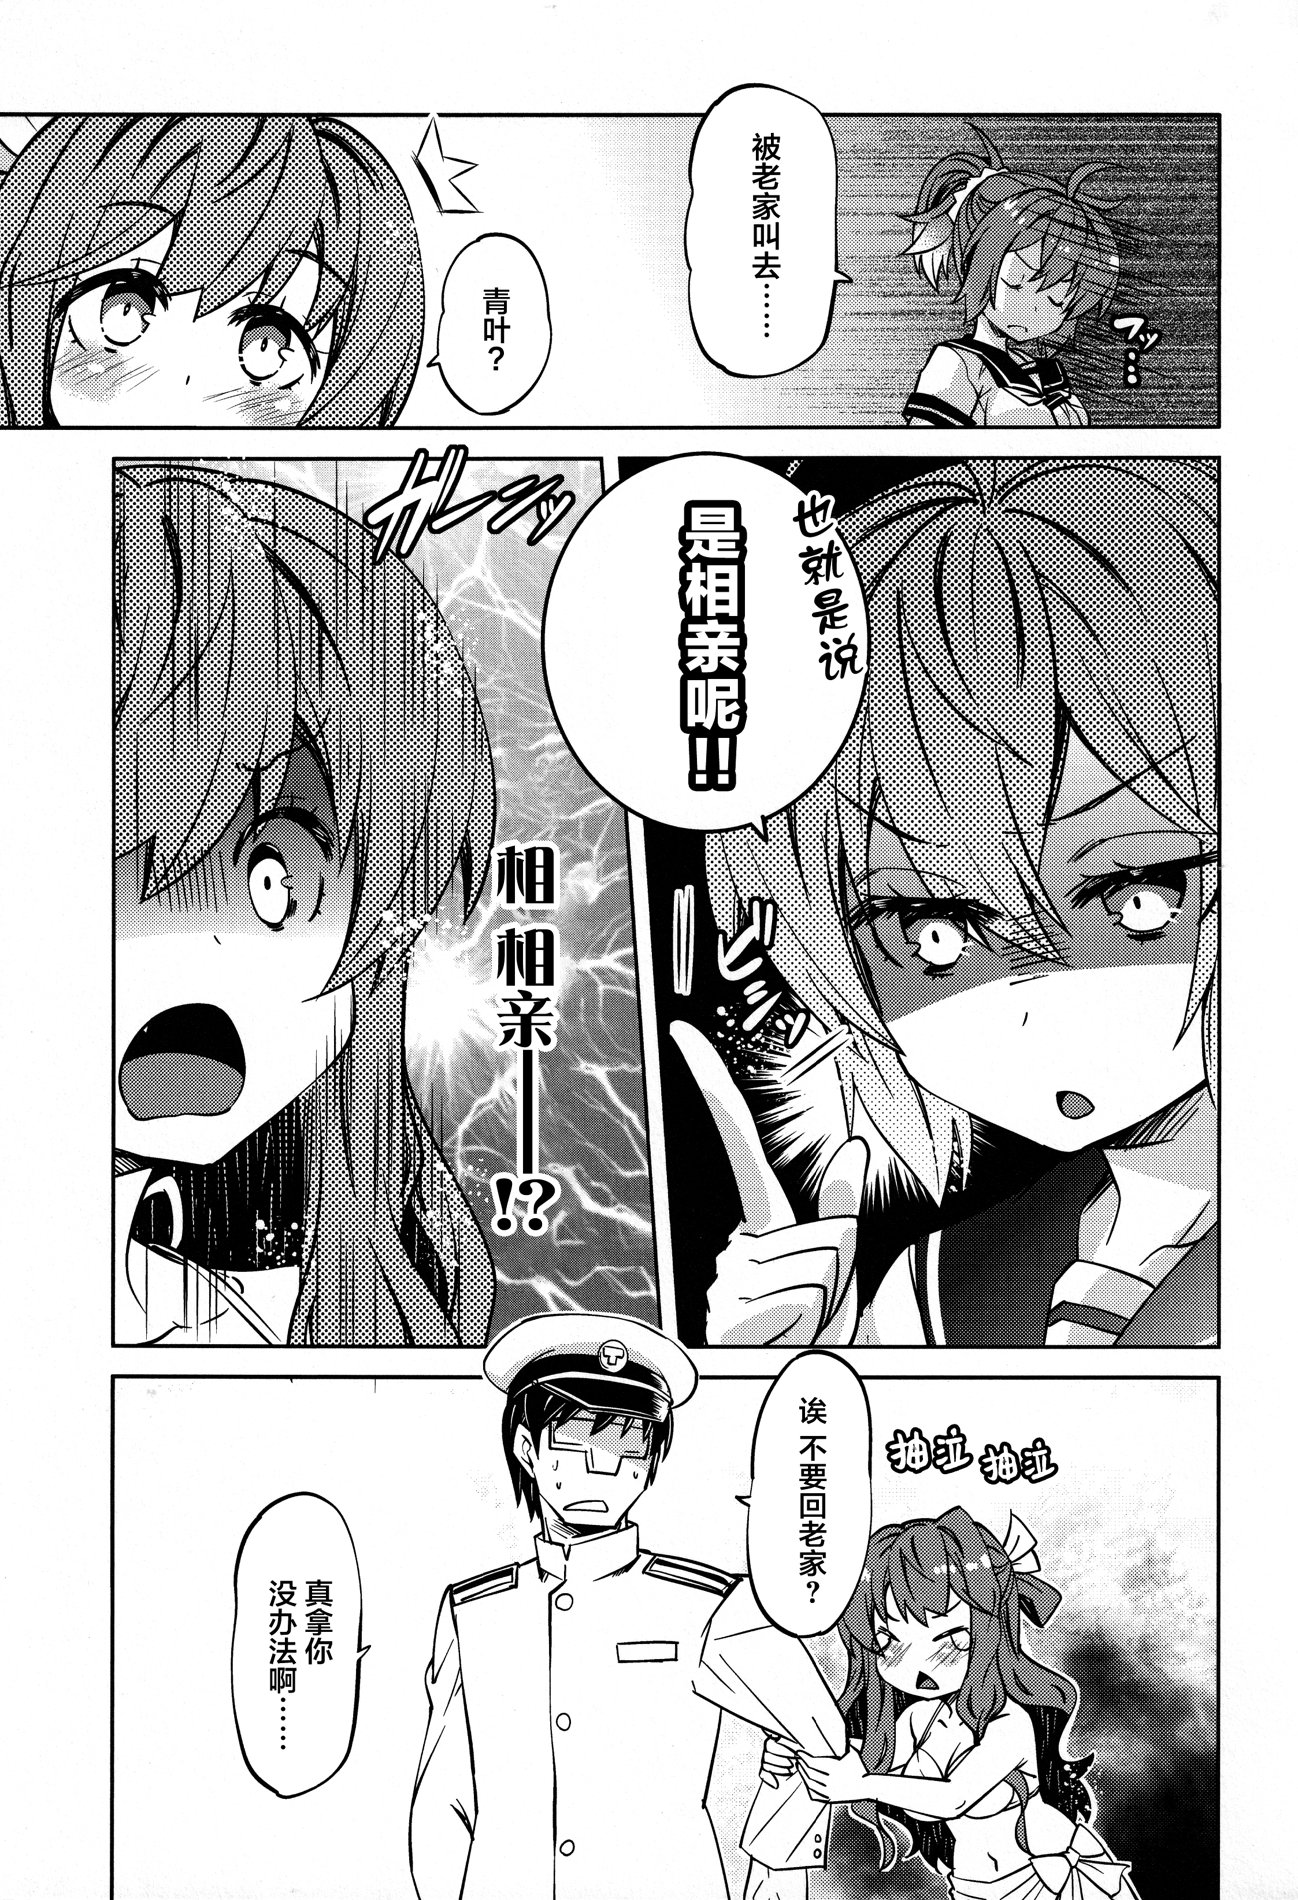 被老家叫去……
フッ…
青叶？
也就是说
是相亲呢！！
ビシッ
ガーンッ
相 相亲——！？
抽泣 抽泣
诶 不要回老家？
真拿你
没办法啊……